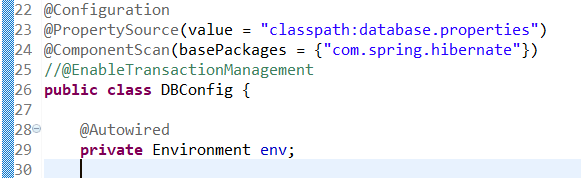 22 @Configuration
23 @PropertySource(value = "classpath:database.properties")
24 @ComponentScan(basePackages = {"com.spring.hibernate"})
25 //@EnableTransactionManagement
26 public class DBConfig {
27
28 @Autowired
29 private Environment env;
30